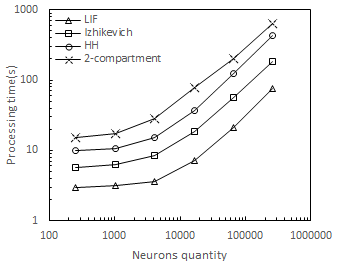 1000
LIF
Izhikevich
HH
2-compartment
100
Processing time(s)
10
1
100
1000
10000
100000
1000000
Neurons quantity